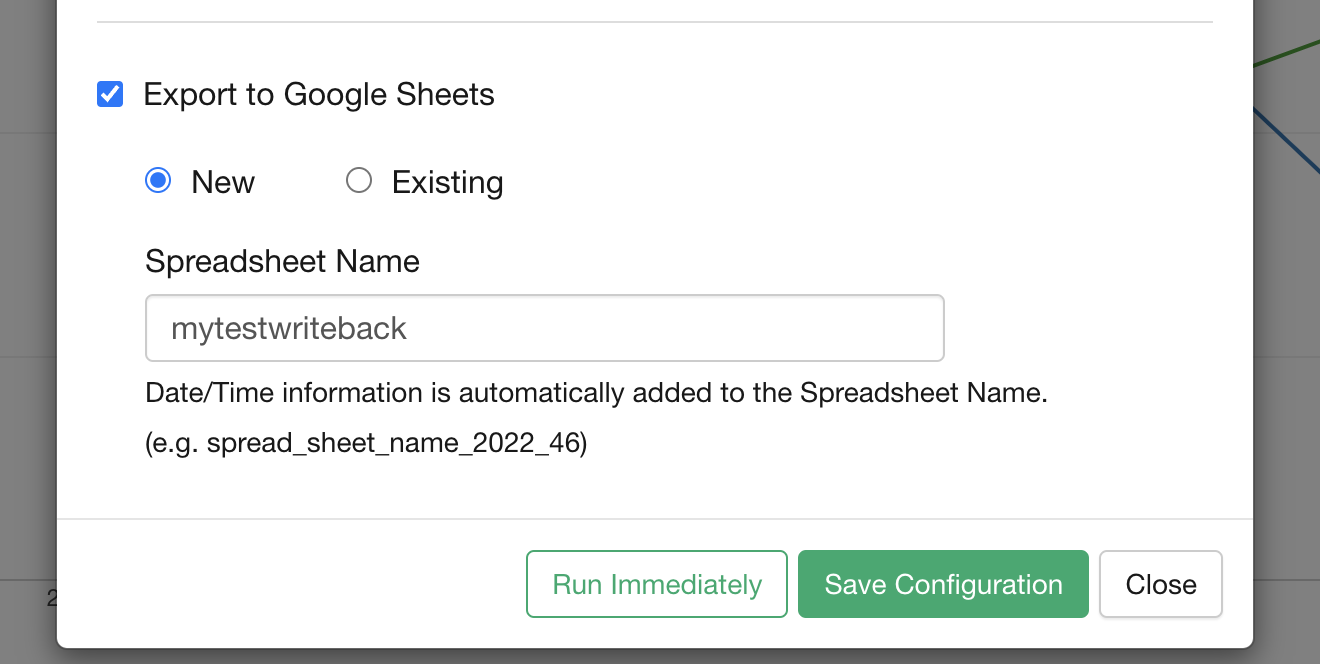 Export to Google Sheets
New Existing
Spreadsheet Name
mytestwriteback
Date/Time information is automatically added to the Spreadsheet Name.
(e.g. spread_sheet_name_2022_46)
2
Run Immediately Save Configuration Close